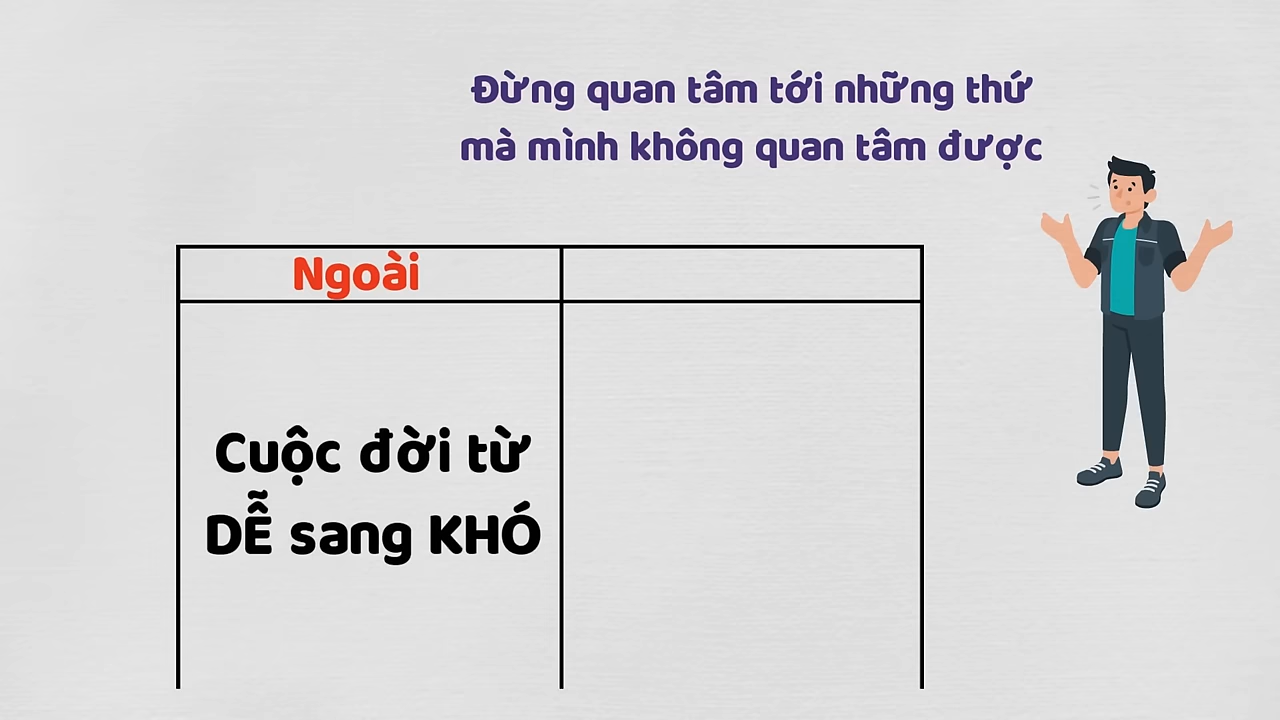 Đừng quan tâm tới những thứ
mà mình không quan tâm được
Ngoài
Cuộc đời từ
DỄ sang KHÓ